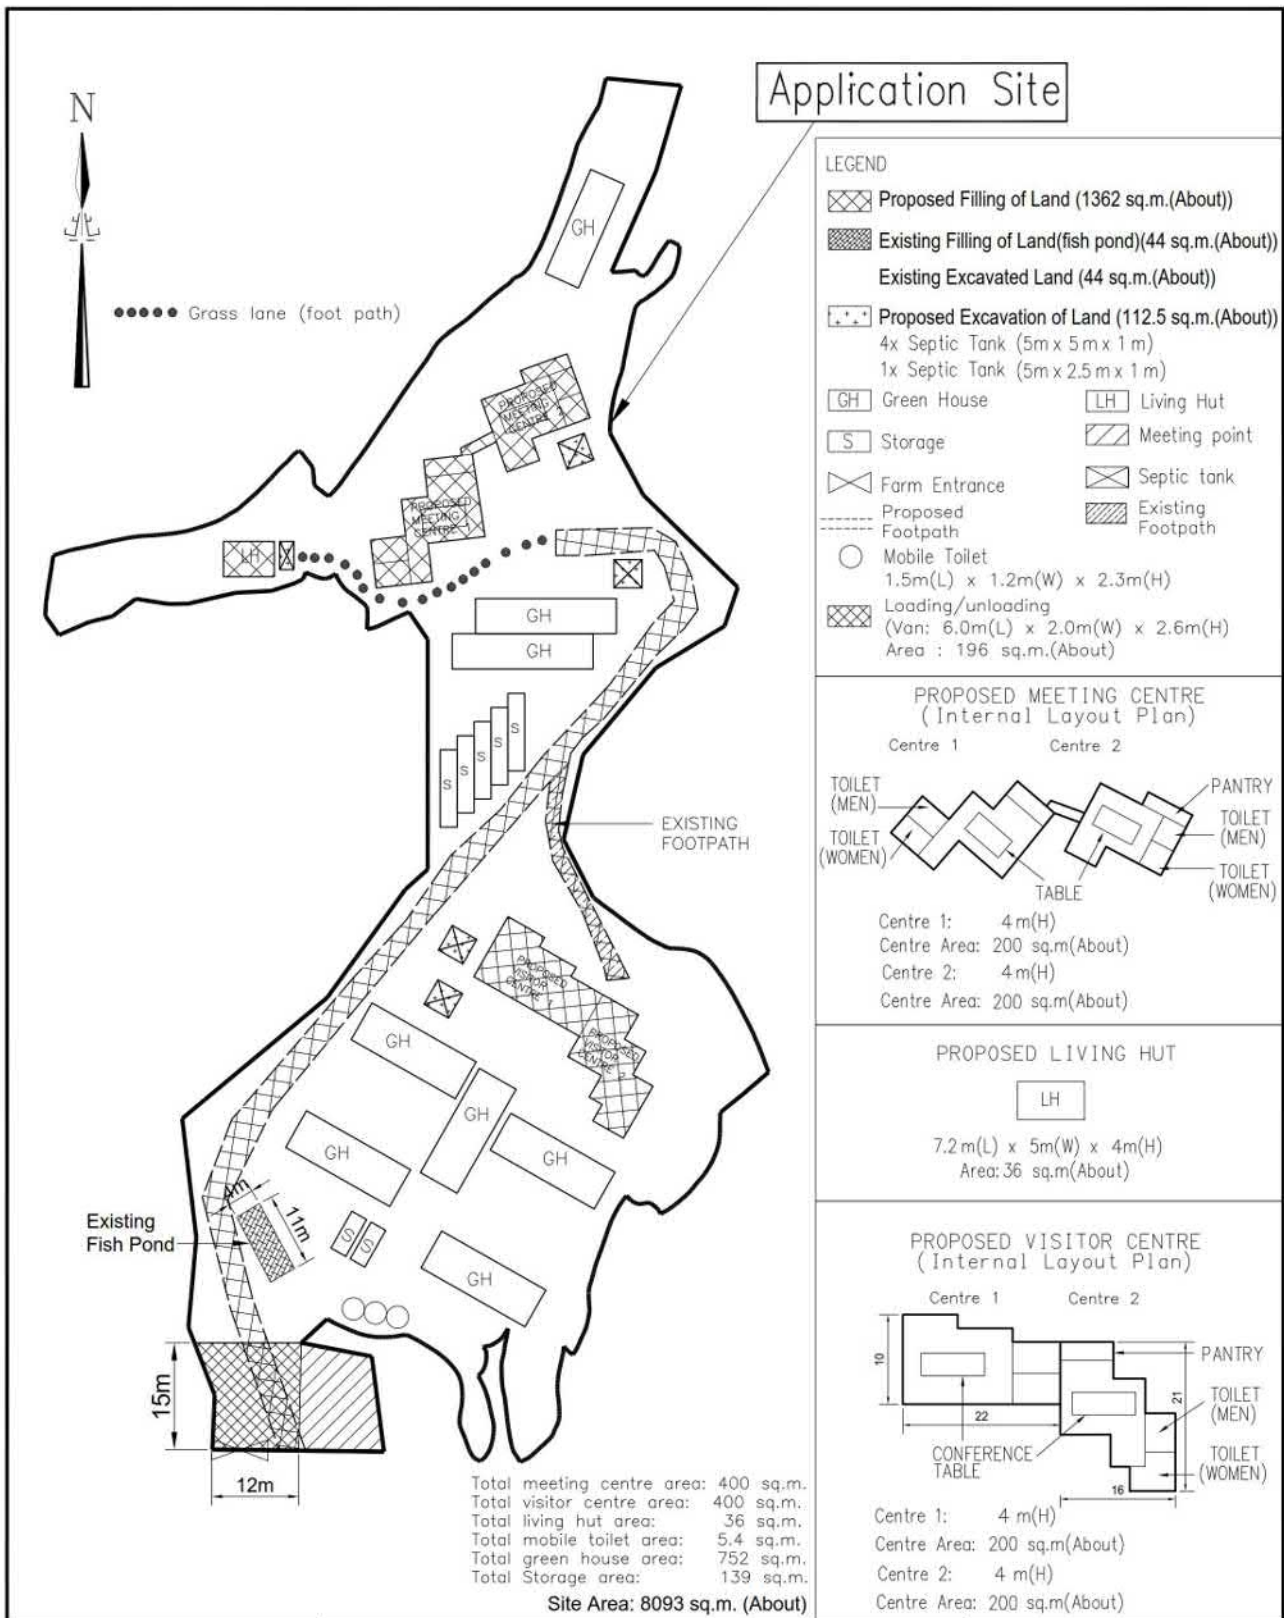 Application Site
N
Grass lane (foot path)
GH
PROPOSED
MEETING
CENTRE 2
PROPOSED
MEETING
CENTRE 1
LH
GH
GH
S
S
S
S
S
EXISTING
FOOTPATH
PROPOSED
VISITOR
CENTRE 1
PROPOSED
VISITOR
CENTRE 2
GH
GH
GH
GH
4m
11m
Existing
Fish Pond
S
S
GH
15m
12m
Total meeting centre area: 400 sq.m.
Total visitor centre area: 400 sq.m.
Total living hut area: 36 sq.m.
Total mobile toilet area: 5.4 sq.m.
Total green house area: 752 sq.m.
Total Storage area: 139 sq.m.
Site Area: 8093 sq.m. (About)
LEGEND
Proposed Filling of Land (1362 sq.m.(About))
Existing Filling of Land(fish pond)(44 sq.m.(About))
Existing Excavated Land (44 sq.m.(About))
Proposed Excavation of Land (112.5 sq.m.(About))
4x Septic Tank (5m x 5m x 1 m)
1x Septic Tank (5m x 2.5m x 1 m)
GH Green House
LH Living Hut
S Storage
Meeting point
Farm Entrance
Septic tank
Proposed
Footpath
Existing
Footpath
Mobile Toilet
1.5m(L) x 1.2m(W) x 2.3m(H)
Loading/unloading
(Van: 6.0m(L) x 2.0m(W) x 2.6m(H)
Area : 196 sq.m.(About)
PROPOSED MEETING CENTRE
(Internal Layout Plan)
Centre 1 Centre 2
TOILET
(MEN)
TOILET
(WOMEN)
PANTRY
TOILET
(MEN)
TOILET
(WOMEN)
TABLE
Centre 1: 4 m(H)
Centre Area: 200 sq.m(About)
Centre 2: 4 m(H)
Centre Area: 200 sq.m(About)
PROPOSED LIVING HUT
LH
7.2m(L) x 5m(W) x 4m(H)
Area:36 sq.m(About)
PROPOSED VISITOR CENTRE
(Internal Layout Plan)
Centre 1 Centre 2
10
22
PANTRY
21
TOILET
(MEN)
CONFERENCE
TABLE
TOILET
(WOMEN)
16
Centre 1: 4 m(H)
Centre Area: 200 sq.m(About)
Centre 2: 4 m(H)
Centre Area: 200 sq.m(About)